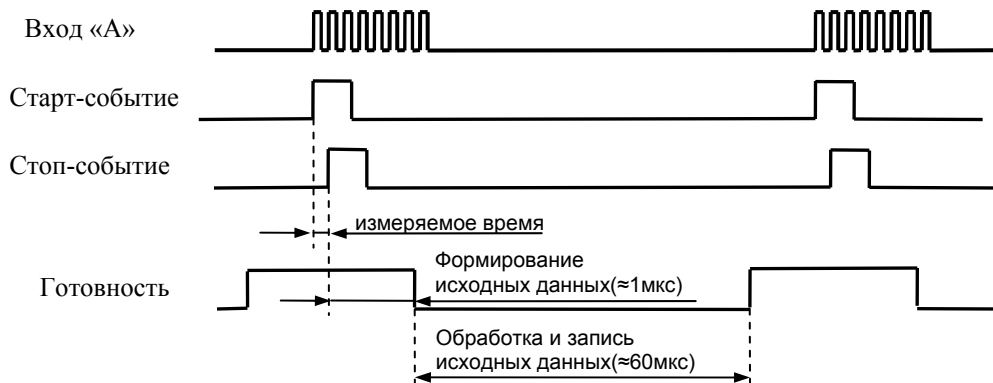 Вход «А»
Старт-событие
Стоп-событие
измеряемое время
Готовность
Формирование
исходных данных(≈1мкс)
Обработка и запись
исходных данных(≈60мкс)